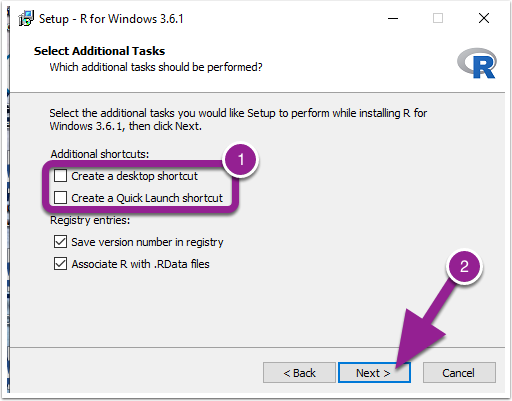 Setup - R for Windows 3.6.1
Select Additional Tasks
Which additional tasks should be performed?
R
Select the additional tasks you would like Setup to perform while installing R for
Windows 3.6.1, then click Next.
Additional shortcuts:
1
Create a desktop shortcut
Create a Quick Launch shortcut
Registry entries:
Save version number in registry
Associate R with .RData files
2
< Back
Next >
Cancel